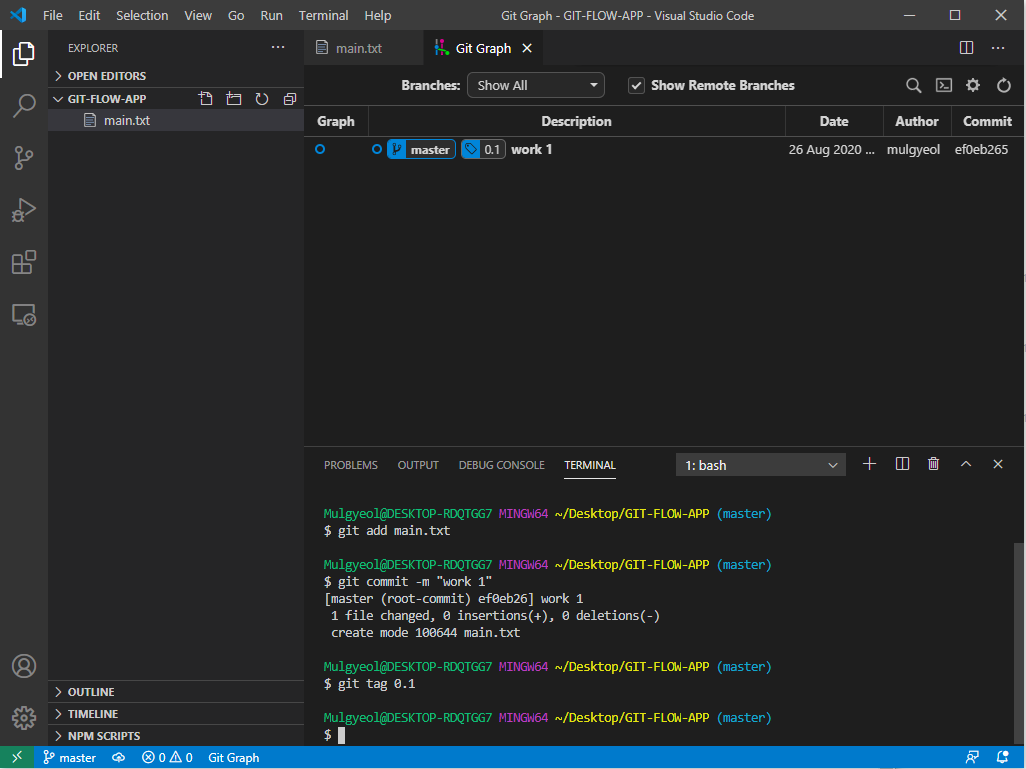 File Edit Selection View Go Run Terminal Help Git Graph - GIT-FLOW-APP - Visual Studio Code
EXPLORER
OPEN EDITORS
GIT-FLOW-APP
main.txt
OUTLINE
TIMELINE
NPM SCRIPTS
main.txt Git Graph
Branches: Show All Show Remote Branches
Graph Description Date Author Commit
master 0.1 work 1 26 Aug 2020 ... mulgyeol ef0eb265
PROBLEMS OUTPUT DEBUG CONSOLE TERMINAL 1: bash
Mulgyeol@DESKTOP-RDQTGG7 MINGW64 ~/Desktop/GIT-FLOW-APP (master)
$ git add main.txt
Mulgyeol@DESKTOP-RDQTGG7 MINGW64 ~/Desktop/GIT-FLOW-APP (master)
$ git commit -m "work 1"
[master (root-commit) ef0eb26] work 1
1 file changed, 0 insertions(+), 0 deletions(-)
create mode 100644 main.txt
Mulgyeol@DESKTOP-RDQTGG7 MINGW64 ~/Desktop/GIT-FLOW-APP (master)
$ git tag 0.1
Mulgyeol@DESKTOP-RDQTGG7 MINGW64 ~/Desktop/GIT-FLOW-APP (master)
$
master 0 0 Git Graph